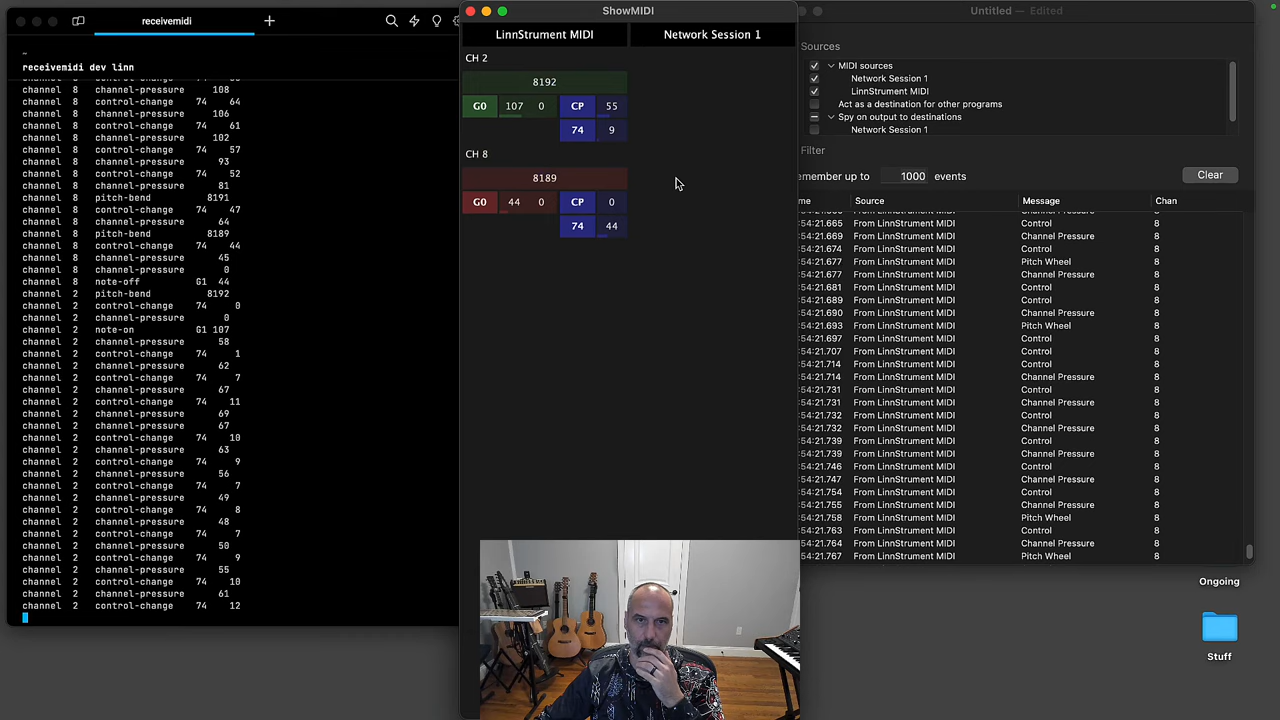 receivemidi
~
receivemidi dev linn
channel 8 channel-pressure 108
channel 8 control-change 74 64
channel 8 channel-pressure 106
channel 8 control-change 74 61
channel 8 channel-pressure 102
channel 8 control-change 74 57
channel 8 channel-pressure 93
channel 8 control-change 74 52
channel 8 channel-pressure 81
channel 8 pitch-bend 8191
channel 8 control-change 74 47
channel 8 channel-pressure 64
channel 8 pitch-bend 8189
channel 8 control-change 74 44
channel 8 channel-pressure 45
channel 8 channel-pressure 0
channel 8 note-off G1 44
channel 2 pitch-bend 8192
channel 2 control-change 74 0
channel 2 channel-pressure 0
channel 2 note-on G1 107
channel 2 channel-pressure 58
channel 2 control-change 74 1
channel 2 channel-pressure 62
channel 2 control-change 74 7
channel 2 channel-pressure 67
channel 2 control-change 74 11
channel 2 channel-pressure 69
channel 2 channel-pressure 67
channel 2 control-change 74 10
channel 2 channel-pressure 63
channel 2 control-change 74 9
channel 2 channel-pressure 56
channel 2 control-change 74 7
channel 2 channel-pressure 49
channel 2 control-change 74 8
channel 2 channel-pressure 48
channel 2 control-change 74 7
channel 2 channel-pressure 50
channel 2 control-change 74 9
channel 2 channel-pressure 55
channel 2 control-change 74 10
channel 2 channel-pressure 61
channel 2 control-change 74 12
ShowMIDI
LinnStrument MIDI Network Session 1
CH 2
8192
G0 107 0 CP 55
74 9
CH 8
8189
G0 44 0 CP 0
74 44
Untitled — Edited
Sources
MIDI sources
Network Session 1
LinnStrument MIDI
Act as a destination for other programs
Spy on output to destinations
Network Session 1
Filter
emember up to 1000 events
Clear
me Source Message Chan
:54:21.665 From LinnStrument MIDI Control 8
:54:21.669 From LinnStrument MIDI Channel Pressure 8
:54:21.674 From LinnStrument MIDI Control 8
:54:21.677 From LinnStrument MIDI Pitch Wheel 8
:54:21.677 From LinnStrument MIDI Channel Pressure 8
:54:21.681 From LinnStrument MIDI Control 8
:54:21.689 From LinnStrument MIDI Control 8
:54:21.690 From LinnStrument MIDI Channel Pressure 8
:54:21.693 From LinnStrument MIDI Pitch Wheel 8
:54:21.697 From LinnStrument MIDI Control 8
:54:21.707 From LinnStrument MIDI Control 8
:54:21.714 From LinnStrument MIDI Channel Pressure 8
:54:21.731 From LinnStrument MIDI Control 8
:54:21.731 From LinnStrument MIDI Channel Pressure 8
:54:21.732 From LinnStrument MIDI Control 8
:54:21.732 From LinnStrument MIDI Channel Pressure 8
:54:21.739 From LinnStrument MIDI Control 8
:54:21.739 From LinnStrument MIDI Channel Pressure 8
:54:21.746 From LinnStrument MIDI Control 8
:54:21.747 From LinnStrument MIDI Channel Pressure 8
:54:21.754 From LinnStrument MIDI Control 8
:54:21.755 From LinnStrument MIDI Channel Pressure 8
:54:21.758 From LinnStrument MIDI Pitch Wheel 8
:54:21.763 From LinnStrument MIDI Control 8
:54:21.764 From LinnStrument MIDI Channel Pressure 8
:54:21.767 From LinnStrument MIDI Pitch Wheel 8
Ongoing
Stuff